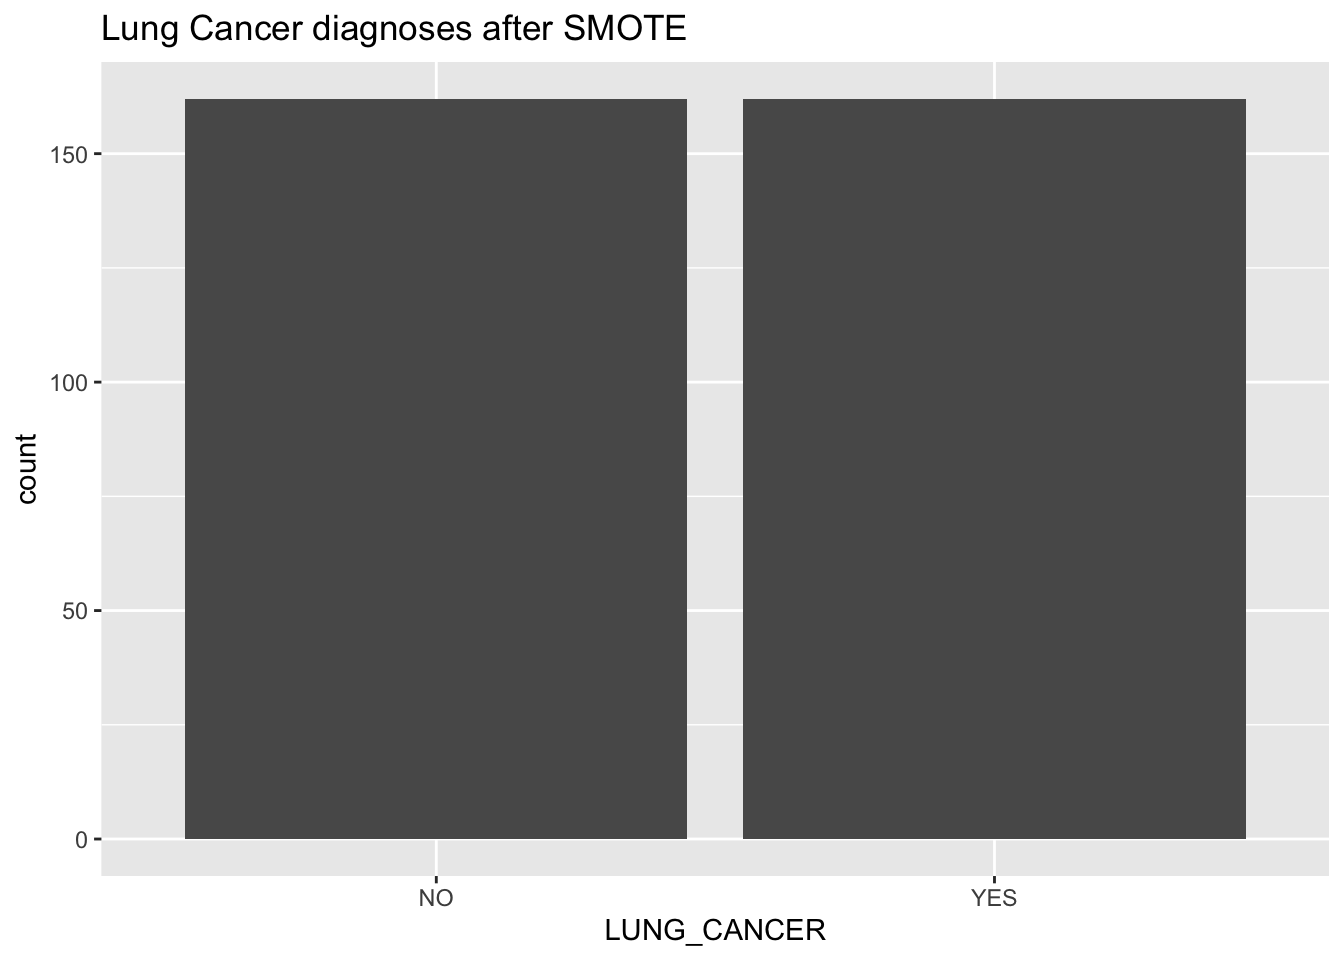 Lung Cancer diagnoses after SMOTE
150
100
50
0
count
NO YES
LUNG_CANCER